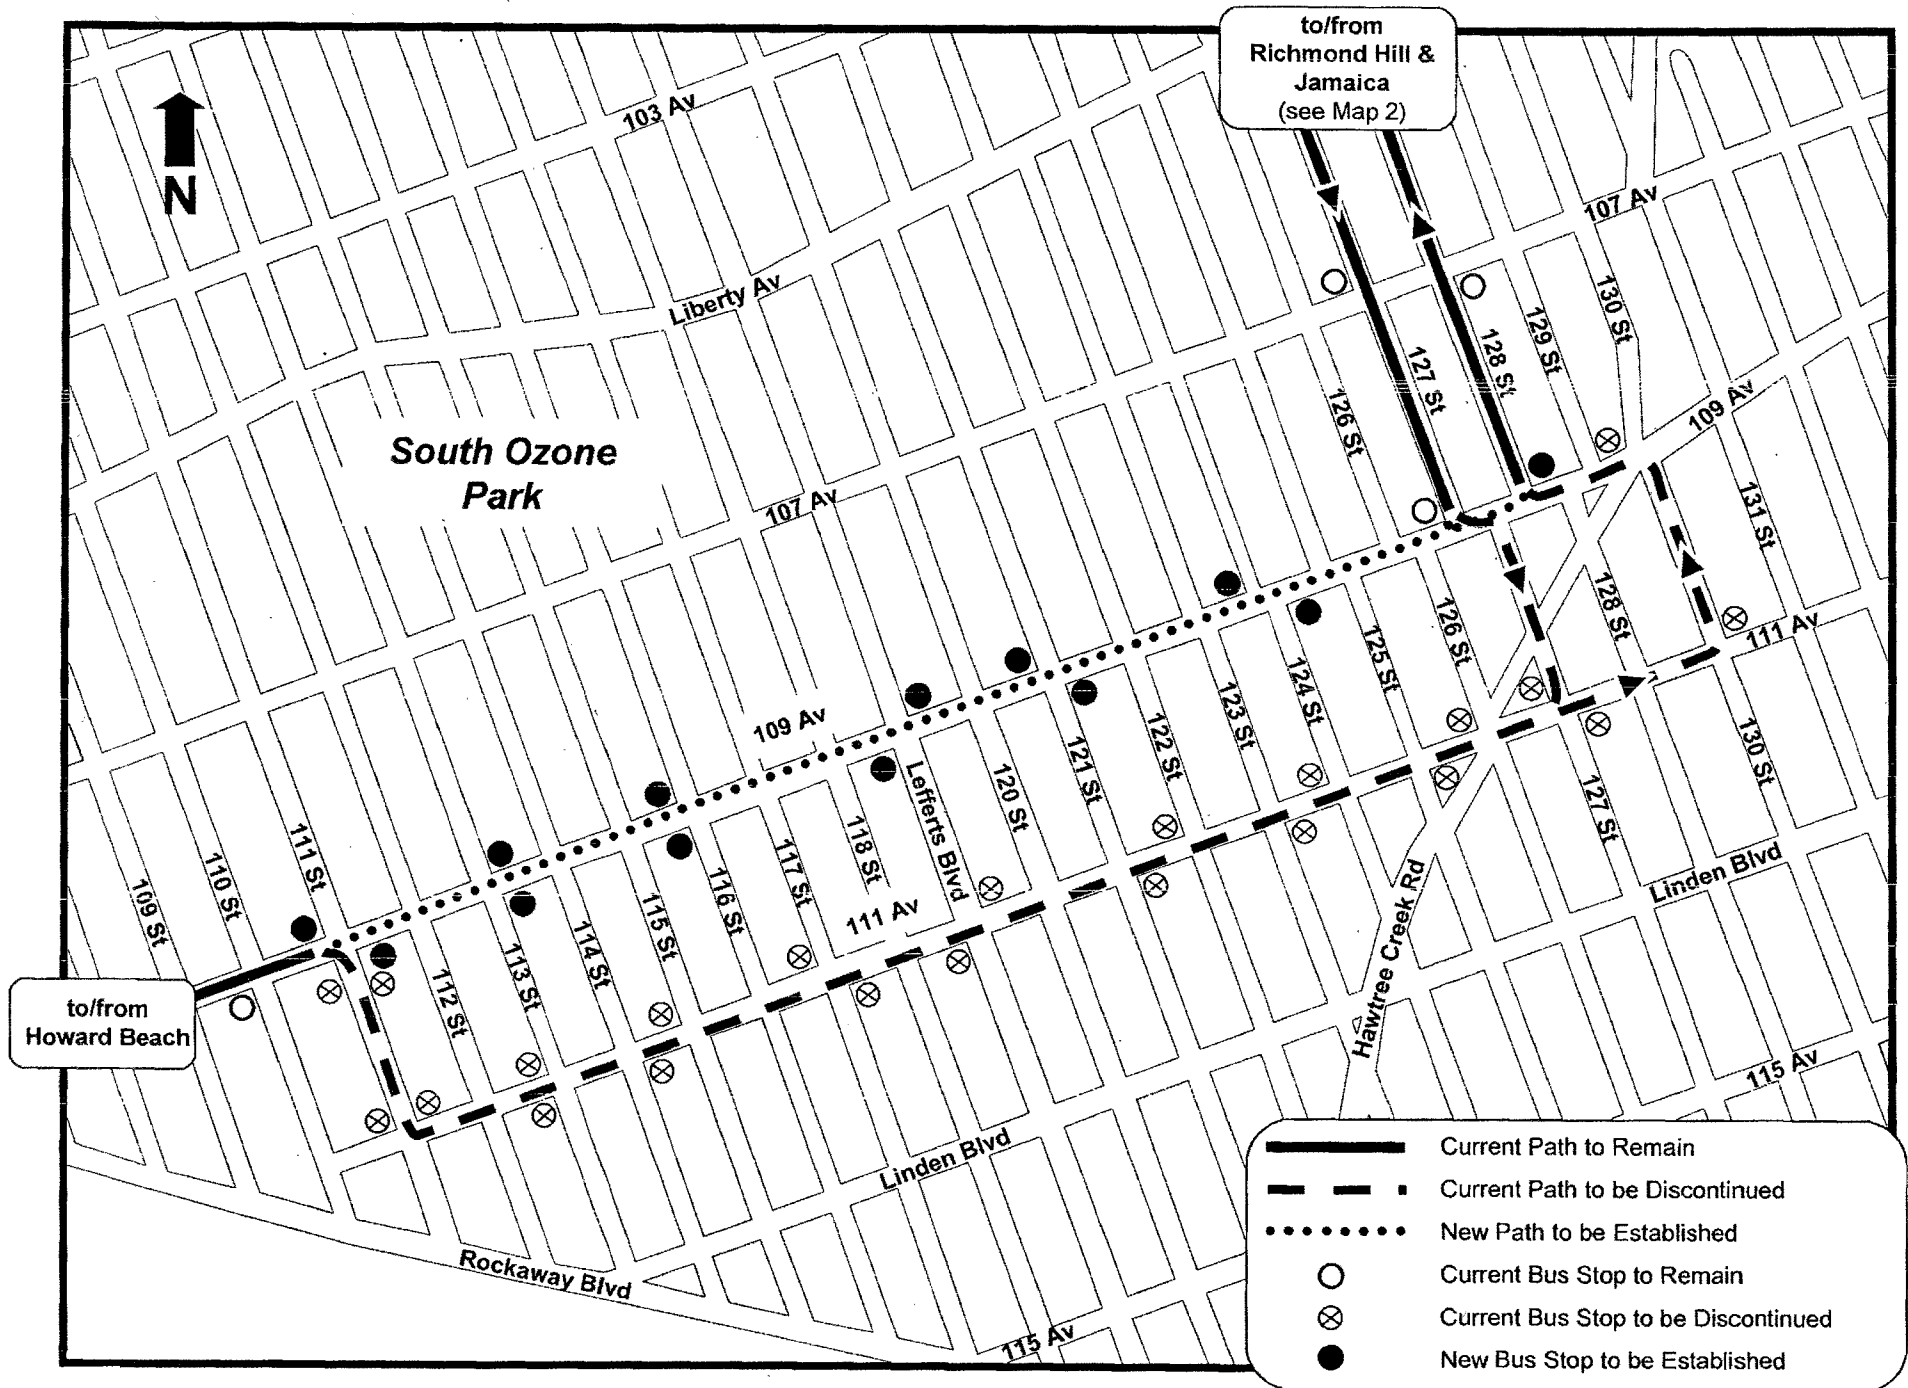 to/from
Richmond Hill &
Jamaica
(see Map 2)
103 Av
N
107 Av
Liberty Av
130 St
129 St
128 St
127 St
126 St
109 Av
South Ozone
Park
107 Av
131 St
128 St
126 St
111 Av
125 St
124 St
123 St
122 St
121 St
120 St
109 Av
Lefferts Blvd
118 St
117 St
116 St
115 St
114 St
113 St
112 St
111 St
110 St
109 St
111 Av
130 St
127 St
Linden Blvd
Hawtree Creek Rd
to/from
Howard Beach
115 Av
Linden Blvd
Rockaway Blvd
115 Av
Current Path to Remain
Current Path to be Discontinued
New Path to be Established
Current Bus Stop to Remain
Current Bus Stop to be Discontinued
New Bus Stop to be Established